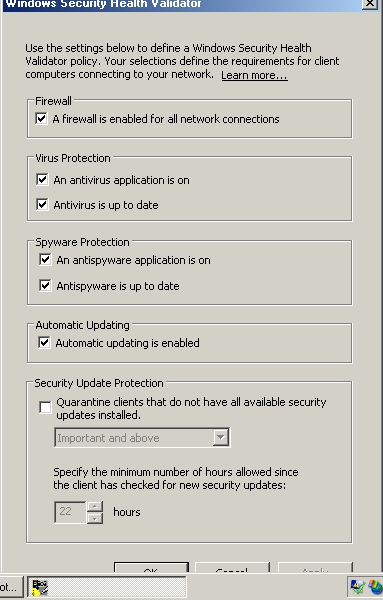 Windows Security Health Validator
Use the settings below to define a Windows Security Health
Validator policy. Your selections define the requirements for client
computers connecting to your network. Learn more...
Firewall
A firewall is enabled for all network connections
Virus Protection
An antivirus application is on
Antivirus is up to date
Spyware Protection
An antispyware application is on
Antispyware is up to date
Automatic Updating
Automatic updating is enabled
Security Update Protection
Quarantine clients that do not have all available security
updates installed.
Important and above
Specify the minimum number of hours allowed since
the client has checked for new security updates:
22 hours
OK Cancel Apply
ot...